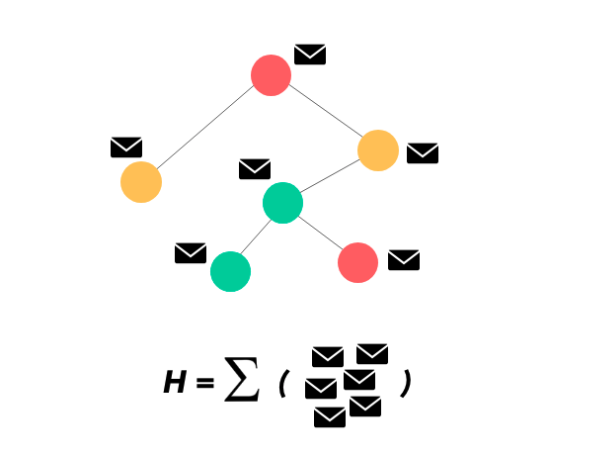 H = ∑ ( )